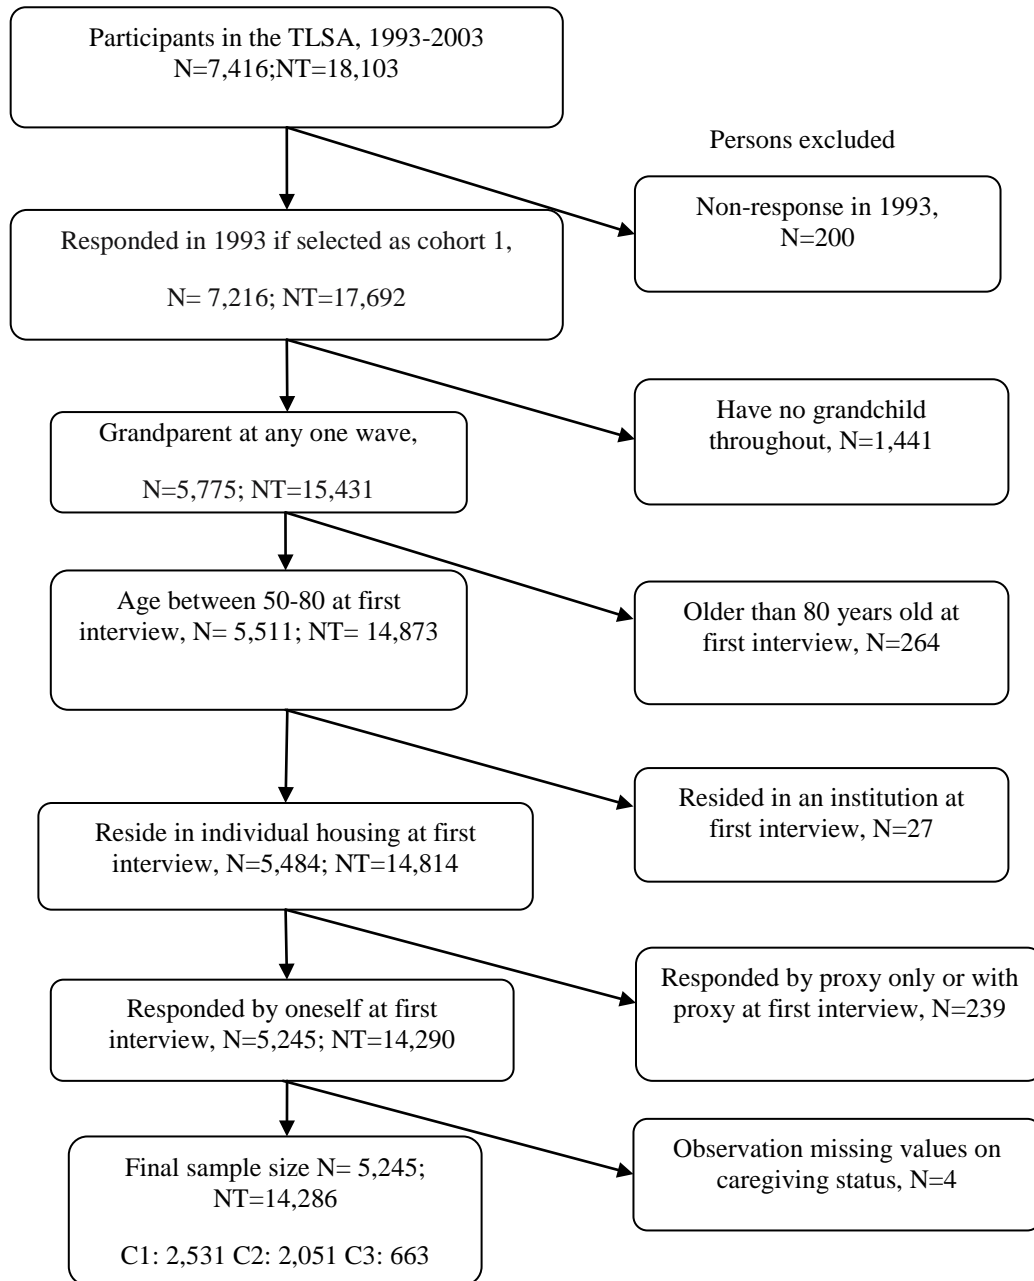 Participants in the TLSA, 1993-2003
N=7,416;NT=18,103
Persons excluded
Non-response in 1993,
N=200
Responded in 1993 if selected as cohort 1,
N= 7,216; NT=17,692
Have no grandchild
throughout, N=1,441
Grandparent at any one wave,
N=5,775; NT=15,431
Age between 50-80 at first
interview, N= 5,511; NT= 14,873
Older than 80 years old at
first interview, N=264
Resided in an institution at
first interview, N=27
Reside in individual housing at first
interview, N=5,484; NT=14,814
Responded by proxy only or with
proxy at first interview, N=239
Responded by oneself at first
interview, N=5,245; NT=14,290
Observation missing values on
caregiving status, N=4
Final sample size N= 5,245;
NT=14,286
C1: 2,531 C2: 2,051 C3: 663